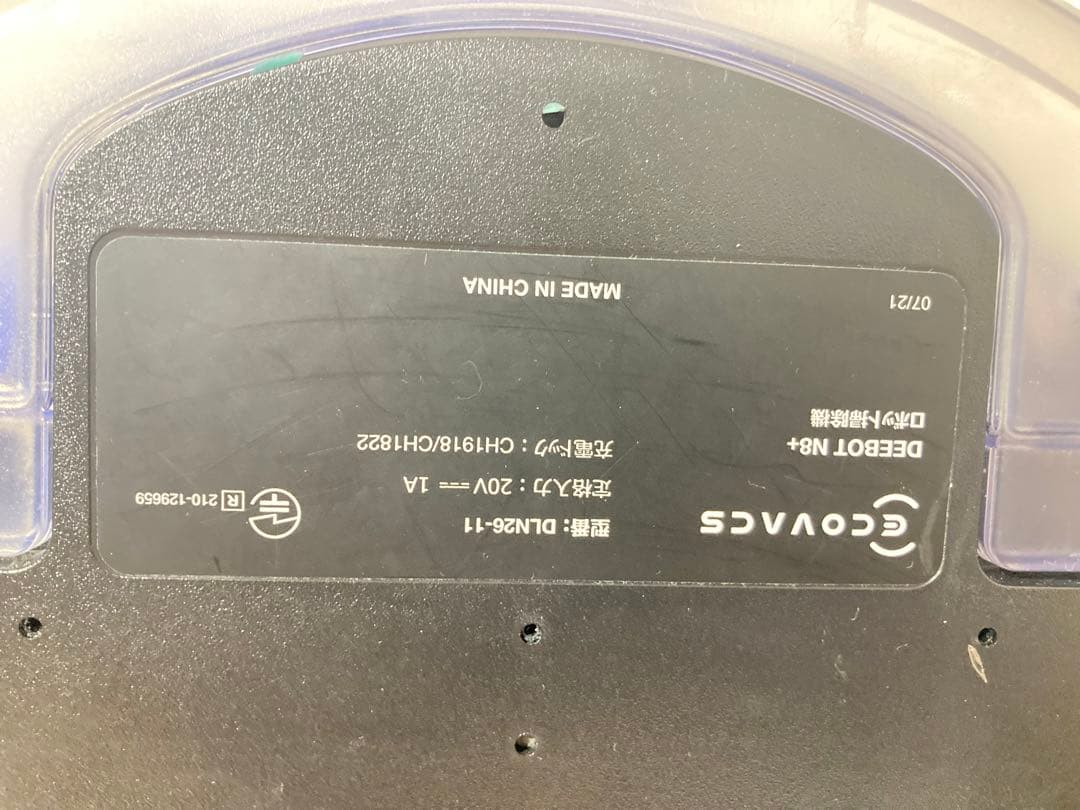 ECOVACS
DEEBOT N8+
ロボット掃除機
型番: DLN26-11
定格入力：20V⎓ 1A
充電ドック：CH1918/CH1822
R 210-129659
07/21
MADE IN CHINA